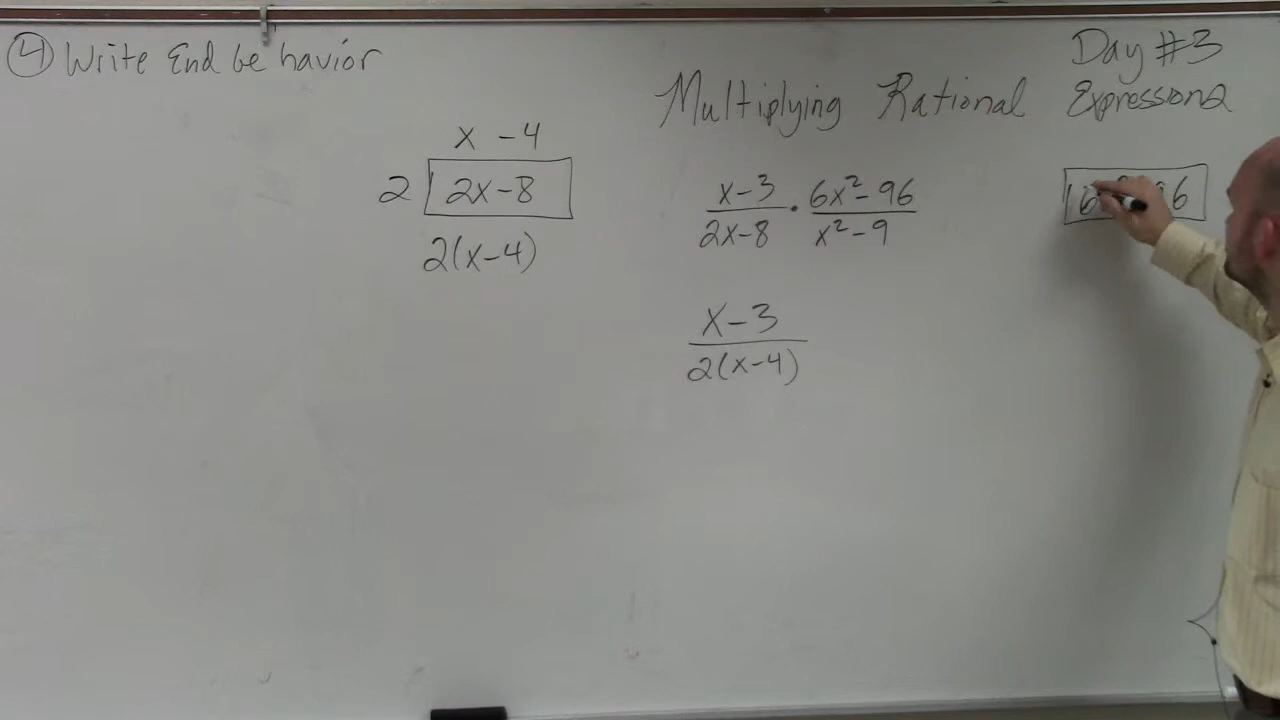 ④ Write End behavior
Day #3
Multiplying Rational Expressions
x - 4
2 | 2x - 8
2(x - 4)
x - 3 / 2x - 8 · 6x² - 96 / x² - 9
x - 3 / 2(x - 4)